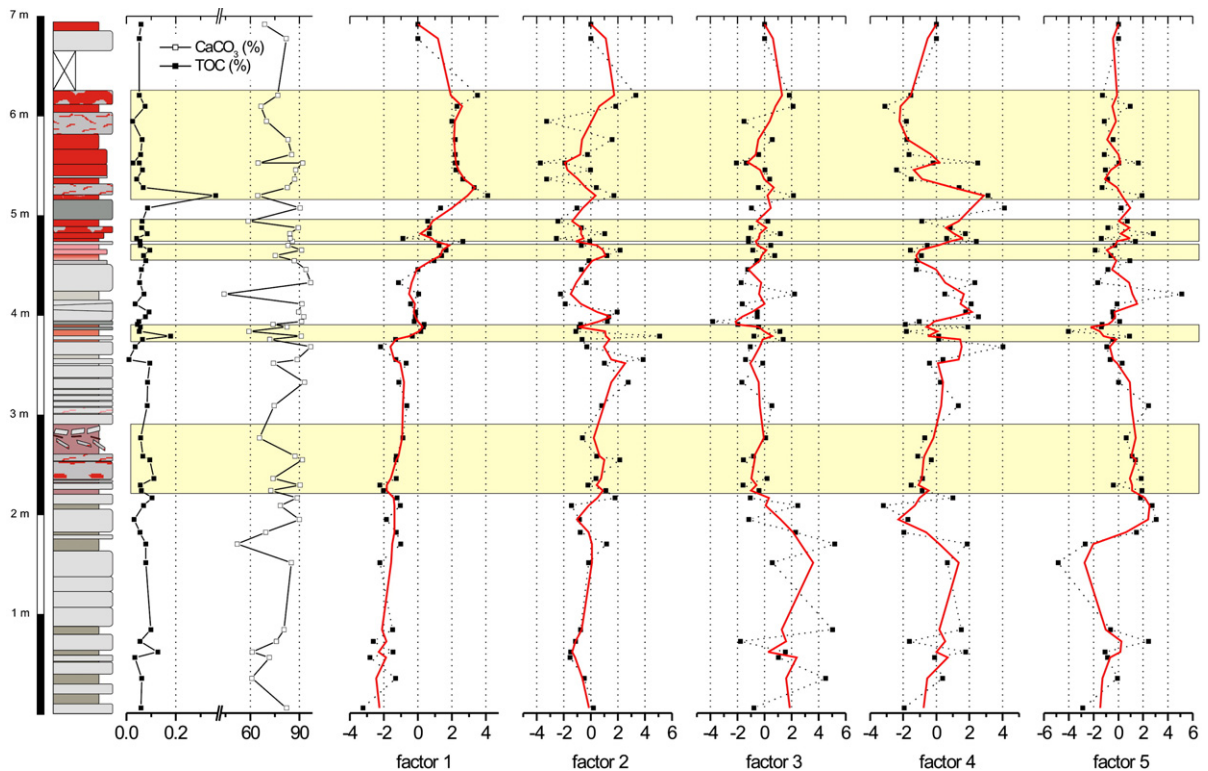 7 m
6 m
5 m
4 m
3 m
2 m
1 m
CaCO3 (%)
TOC (%)
0.0 0.2 60 90
-4 -2 0 2 4
-4 -2 0 2 4 6
-4 -2 0 2 4 6
-4 -2 0 2 4
-6 -4 -2 0 2 4 6
factor 1 factor 2 factor 3 factor 4 factor 5